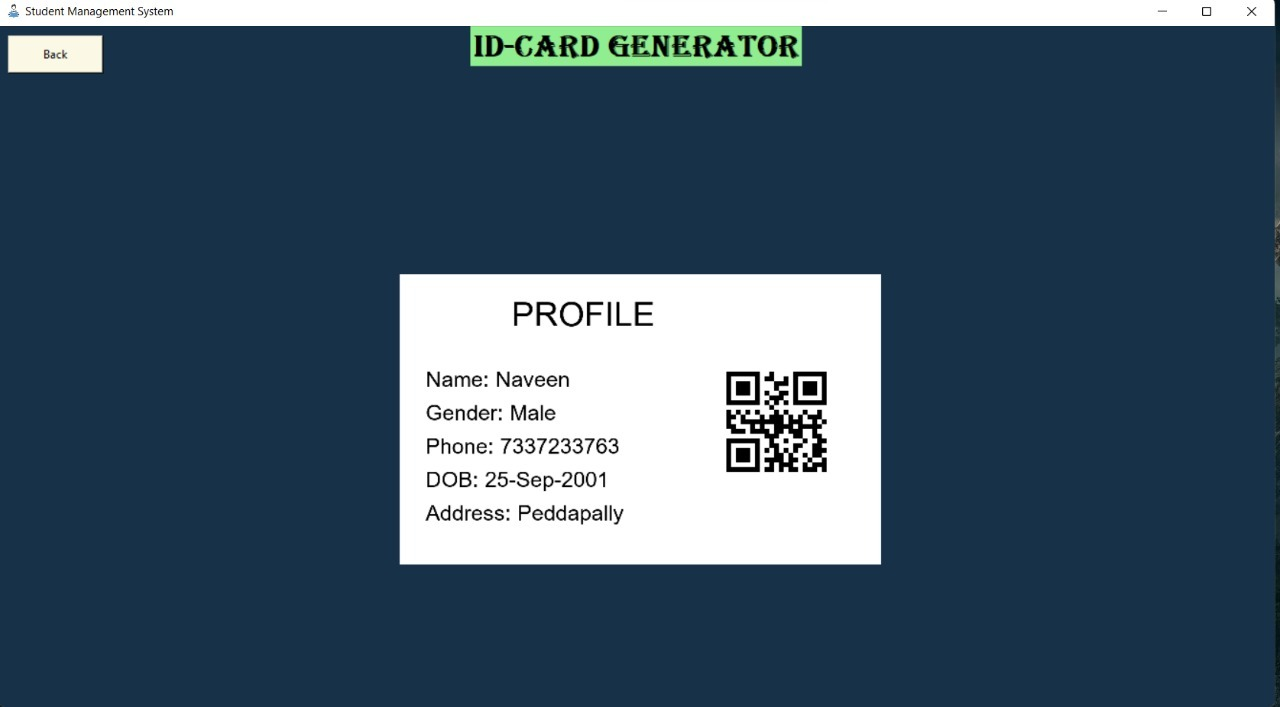 Student Management System
Back
ID-CARD GENERATOR
PROFILE
Name: Naveen
Gender: Male
Phone: 7337233763
DOB: 25-Sep-2001
Address: Peddapally